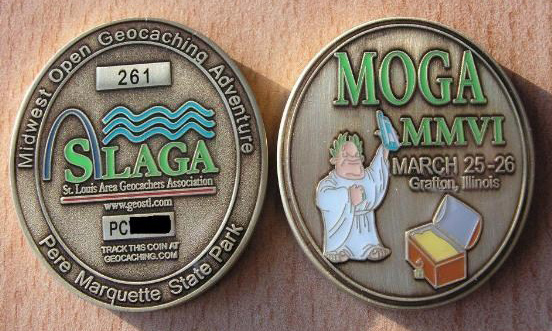 Midwest Open Geocaching Adventure
261
SLAGA
St. Louis Area Geocachers Association
www.geostl.com
PC
TRACK THIS COIN AT
GEOCACHING.COM
Pere Marquette State Park
MOGA
MMVI
MARCH 25-26
Grafton, Illinois